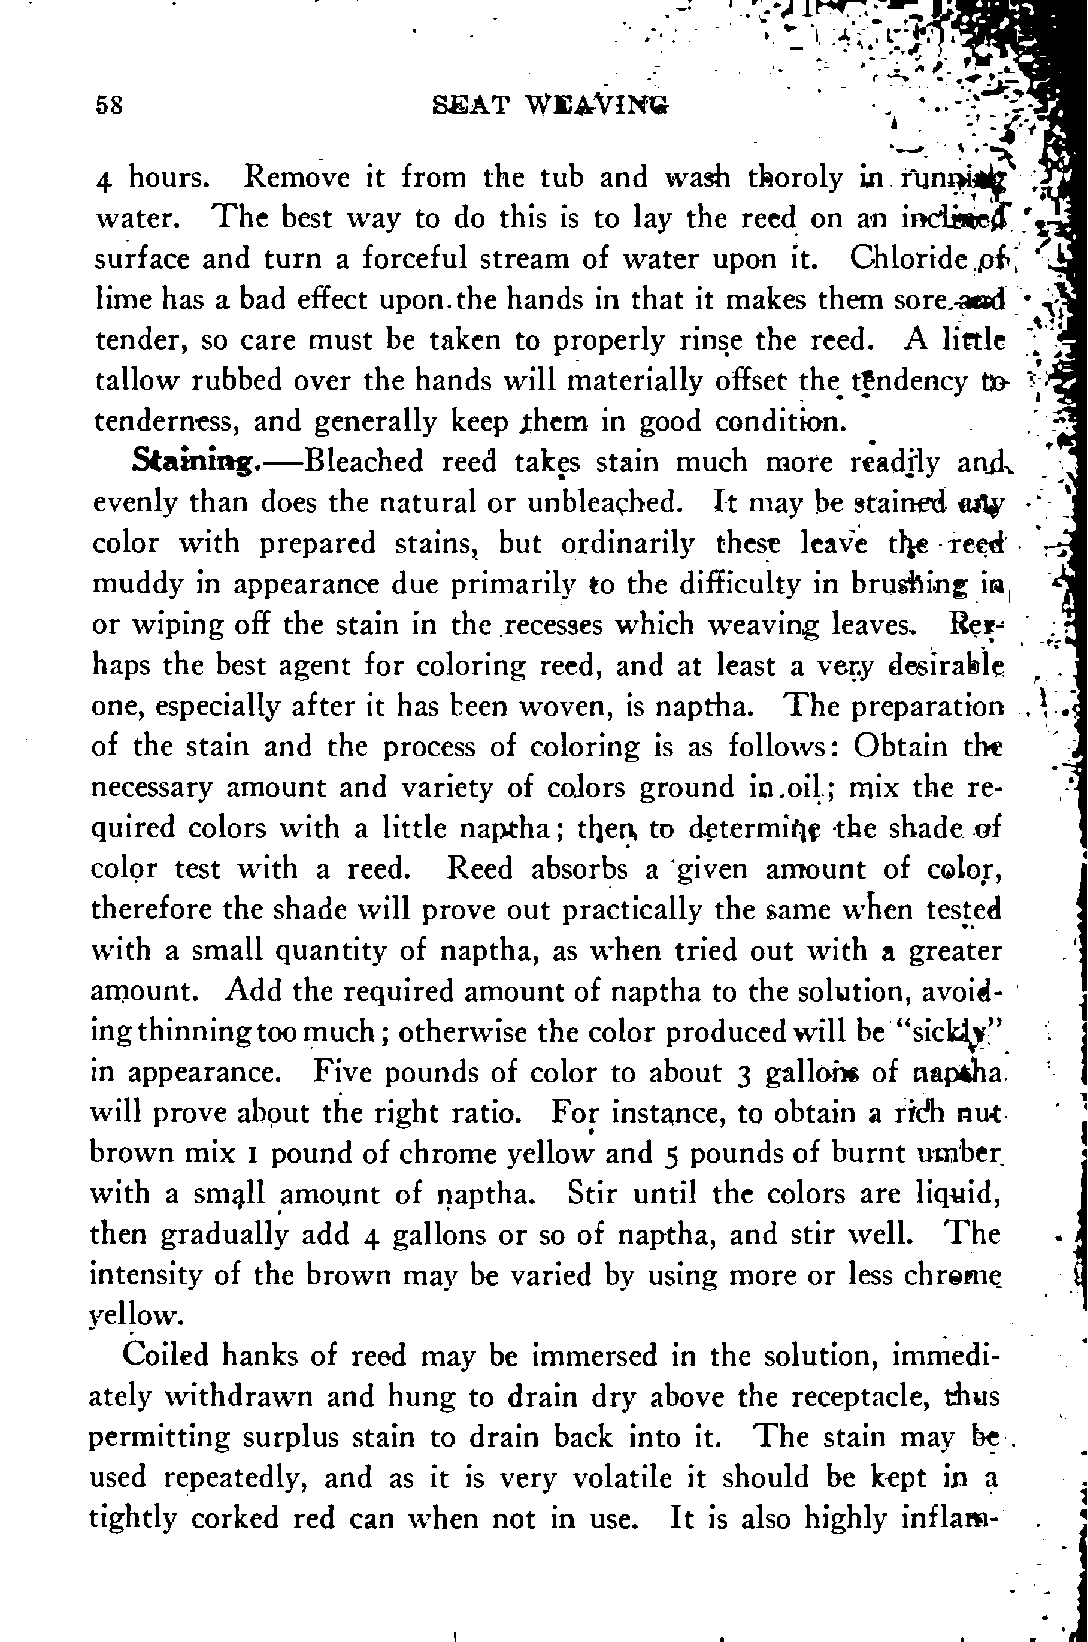 58 SEAT WEAVING
4 hours. Remove it from the tub and wash thoroly in running
water. The best way to do this is to lay the reed on an inclined
surface and turn a forceful stream of water upon it. Chloride of
lime has a bad effect upon the hands in that it makes them sore and
tender, so care must be taken to properly rinse the reed. A little
tallow rubbed over the hands will materially offset the tendency to
tenderness, and generally keep them in good condition.
Staining.—Bleached reed takes stain much more readily and
evenly than does the natural or unbleached. It may be stained any
color with prepared stains, but ordinarily these leave the reed
muddy in appearance due primarily to the difficulty in brushing in
or wiping off the stain in the recesses which weaving leaves. Per-
haps the best agent for coloring reed, and at least a very desirable
one, especially after it has been woven, is naptha. The preparation
of the stain and the process of coloring is as follows: Obtain the
necessary amount and variety of colors ground in oil; mix the re-
quired colors with a little naptha; then to determine the shade of
color test with a reed. Reed absorbs a given amount of color,
therefore the shade will prove out practically the same when tested
with a small quantity of naptha, as when tried out with a greater
amount. Add the required amount of naptha to the solution, avoid-
ing thinning too much; otherwise the color produced will be "sickly"
in appearance. Five pounds of color to about 3 gallons of naptha
will prove about the right ratio. For instance, to obtain a rich nut
brown mix 1 pound of chrome yellow and 5 pounds of burnt umber
with a small amount of naptha. Stir until the colors are liquid,
then gradually add 4 gallons or so of naptha, and stir well. The
intensity of the brown may be varied by using more or less chrome
yellow.
Coiled hanks of reed may be immersed in the solution, immedi-
ately withdrawn and hung to drain dry above the receptacle, thus
permitting surplus stain to drain back into it. The stain may be
used repeatedly, and as it is very volatile it should be kept in a
tightly corked red can when not in use. It is also highly inflam-